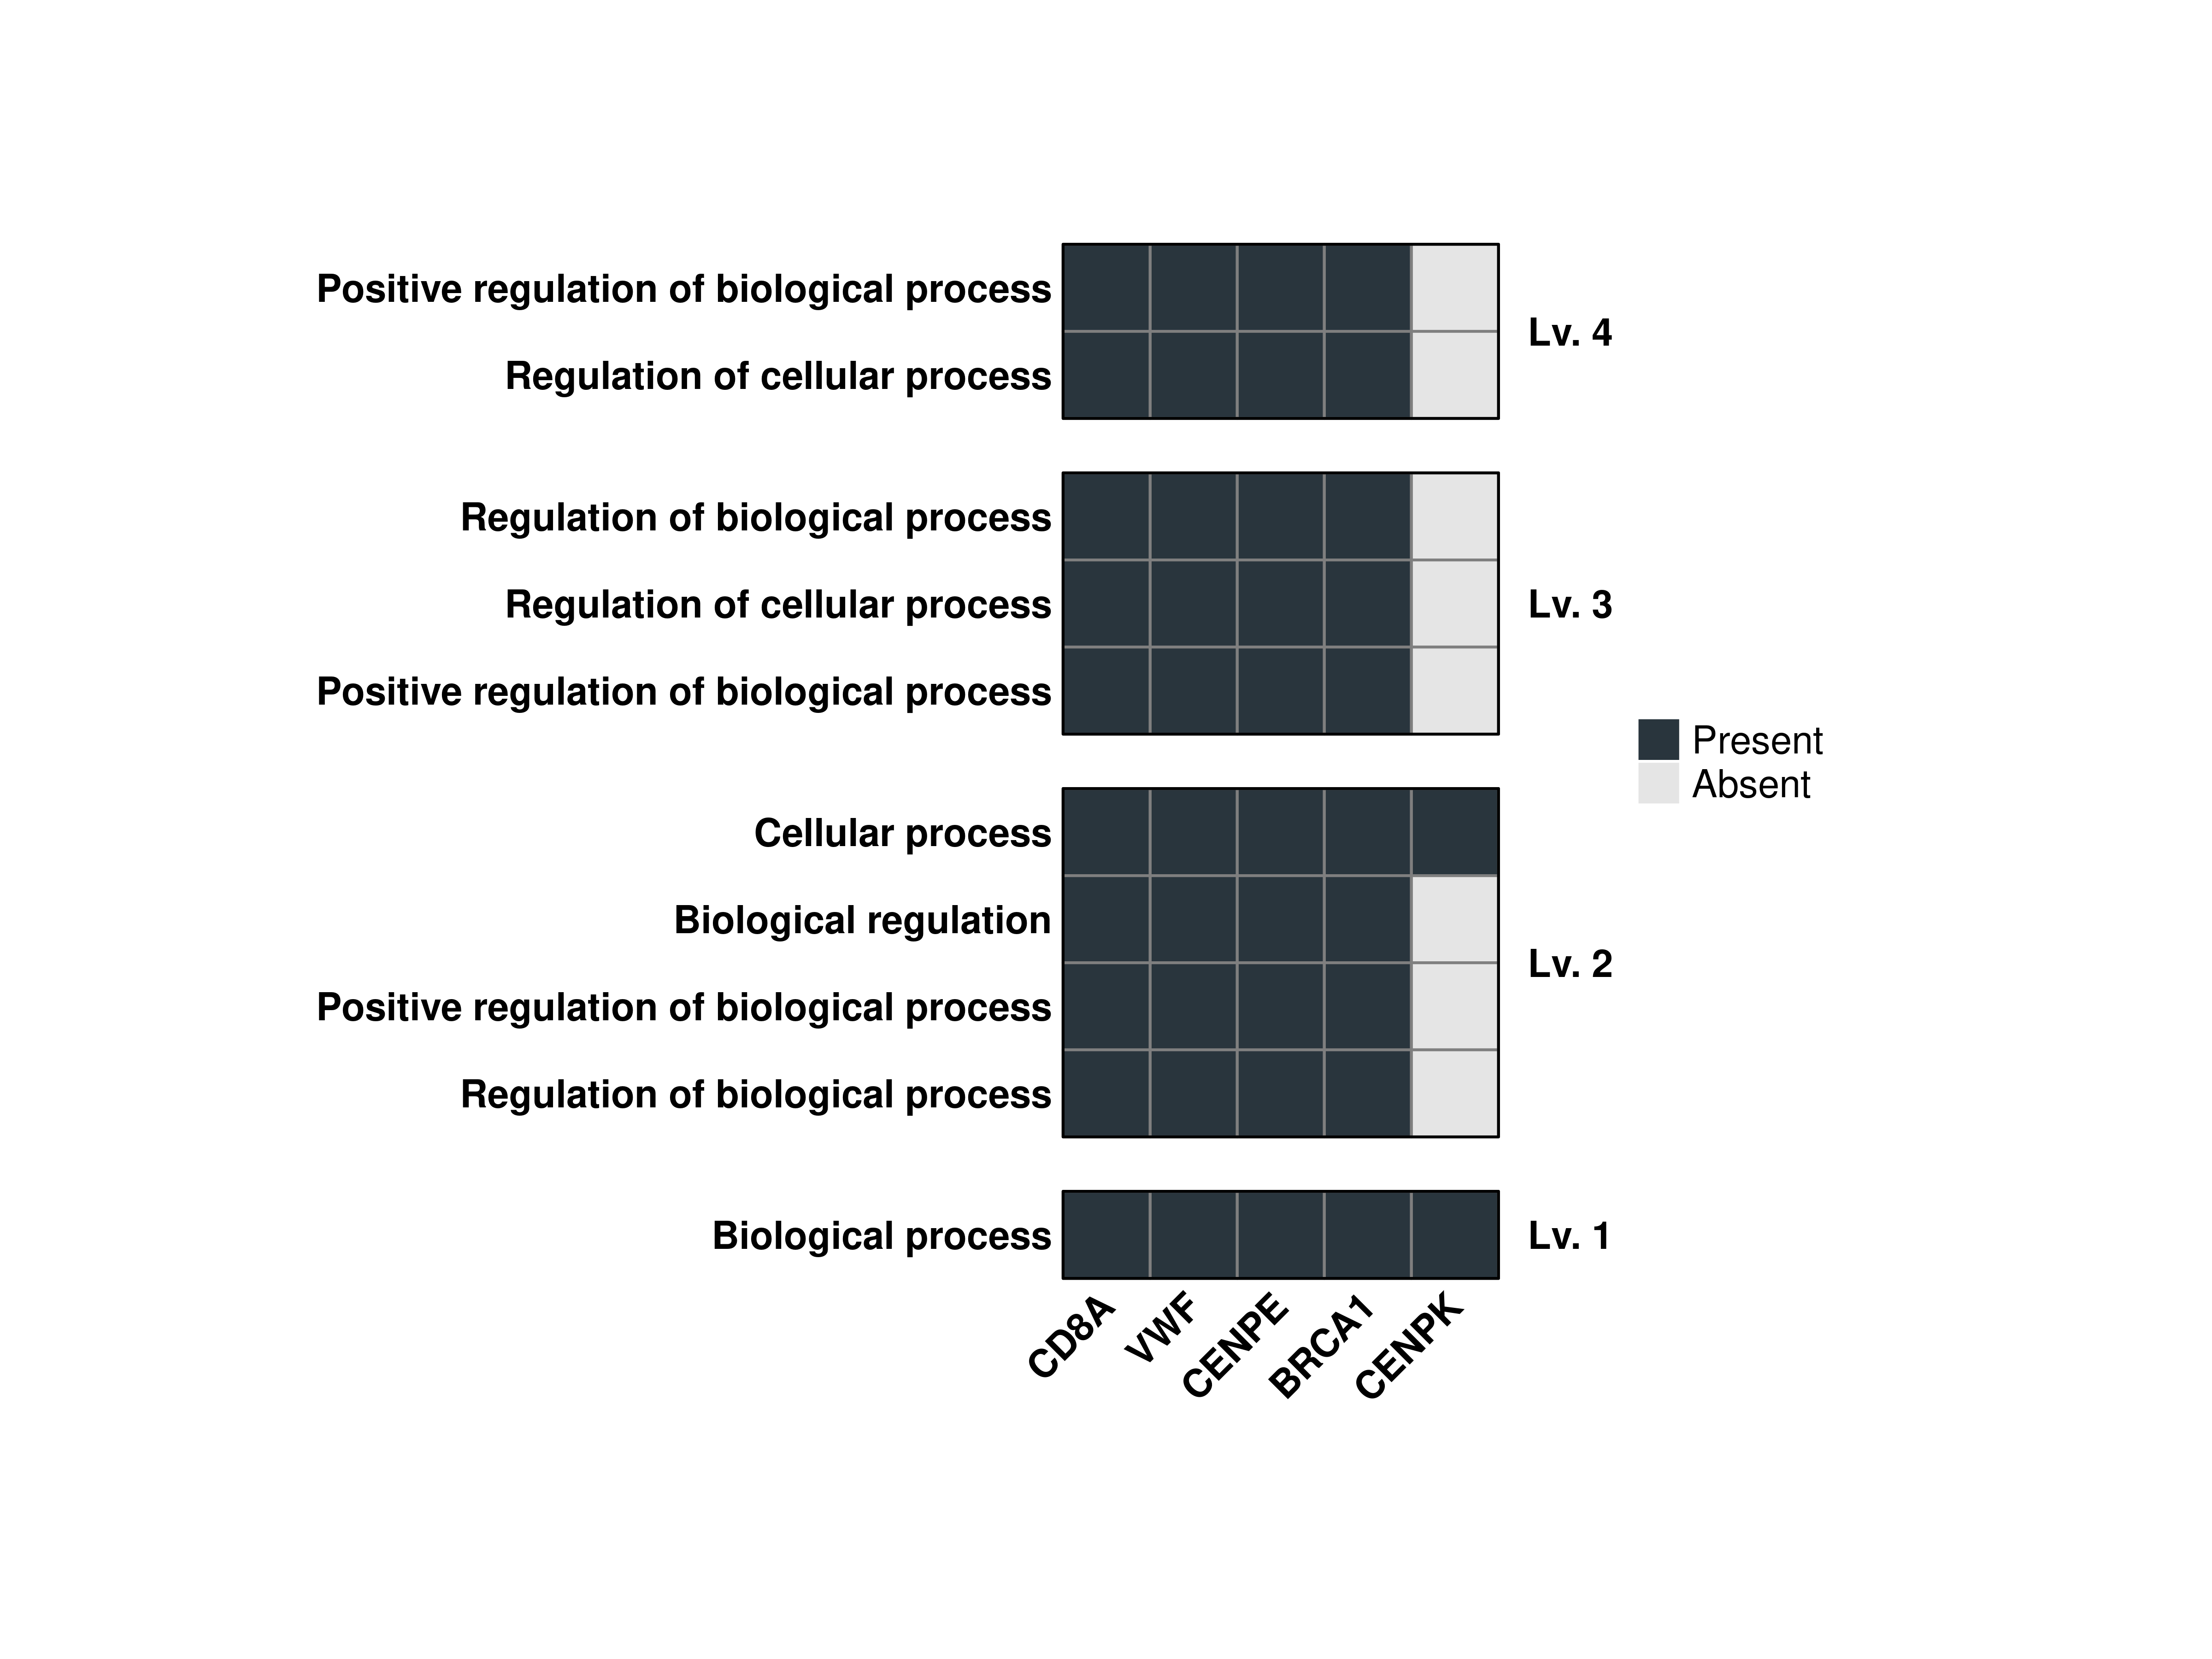 Positive regulation of biological process
Regulation of cellular process
Lv. 4
Regulation of biological process
Regulation of cellular process
Positive regulation of biological process
Lv. 3
Cellular process
Biological regulation
Positive regulation of biological process
Regulation of biological process
Lv. 2
Biological process
Lv. 1
CD8A
VWF
CENPE
BRCA1
CENPK
Present
Absent